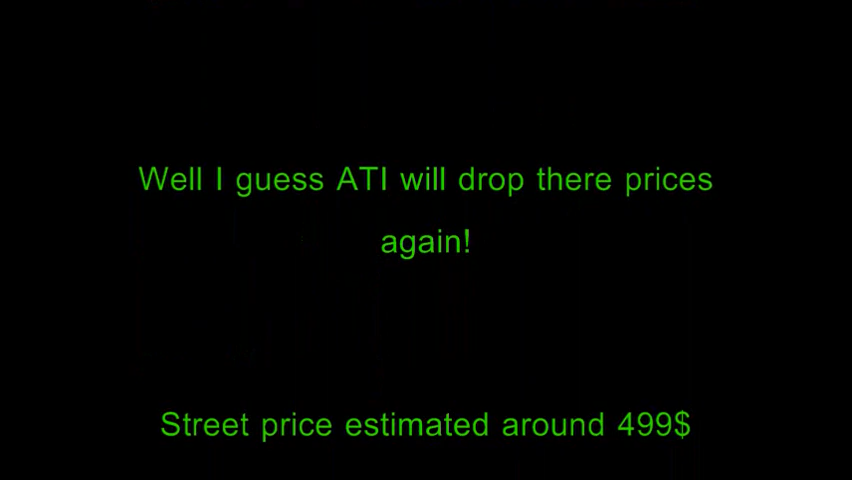 Well I guess ATI will drop there prices
again!
Street price estimated around 499$